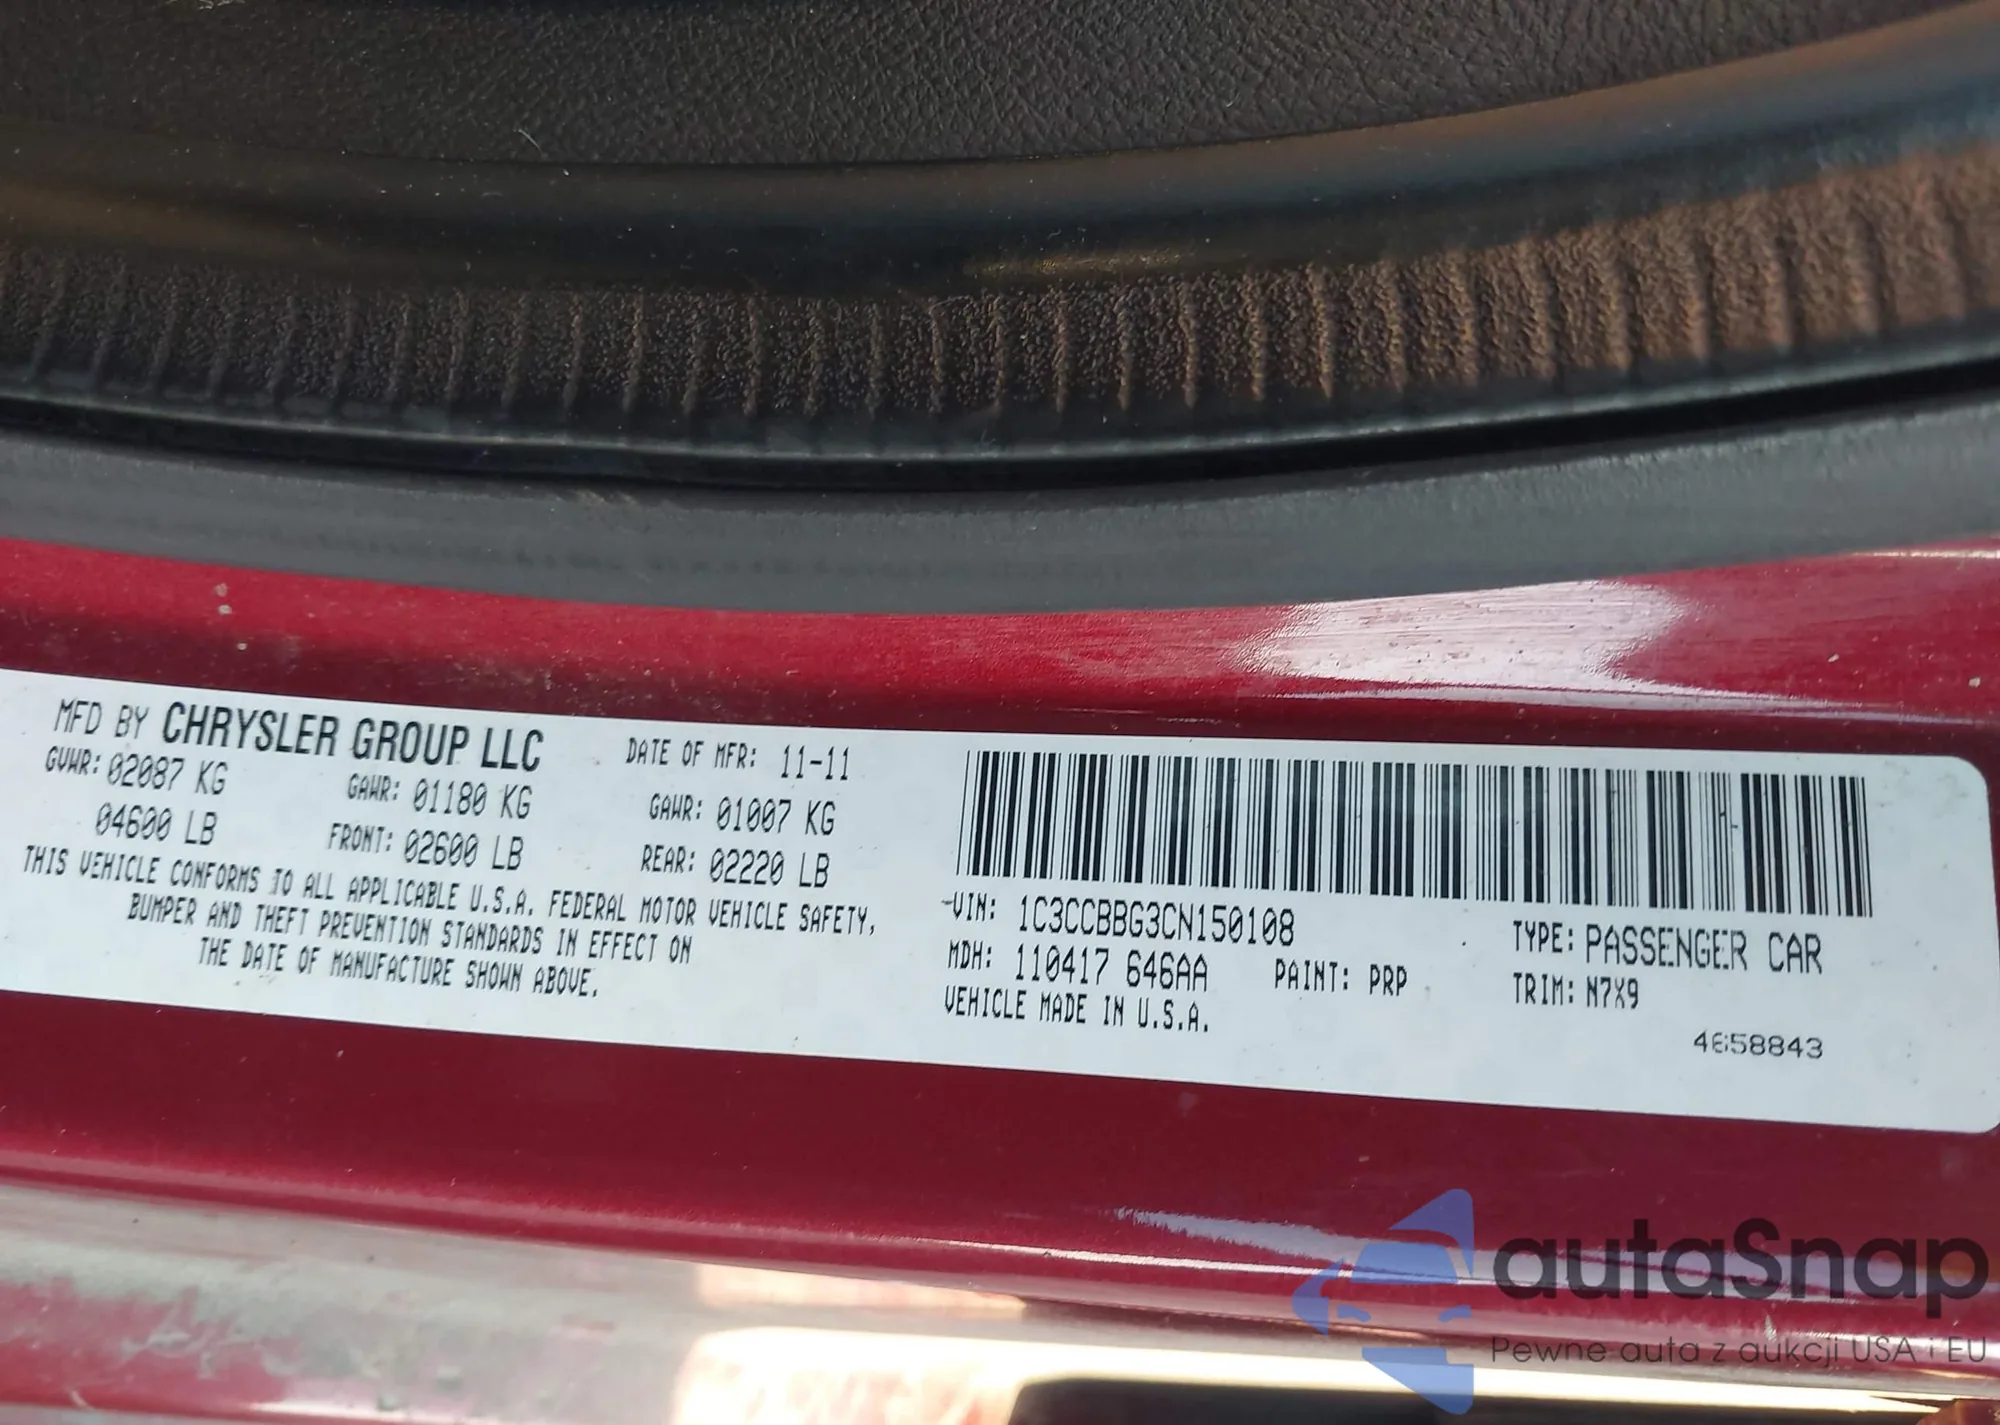 MFD BY CHRYSLER GROUP LLC DATE OF MFR: 11-11
GVWR: 02087 KG GAWR: 01180 KG GAWR: 01007 KG
04600 LB FRONT: 02600 LB REAR: 02220 LB
THIS VEHICLE CONFORMS TO ALL APPLICABLE U.S.A. FEDERAL MOTOR VEHICLE SAFETY,
BUMPER AND THEFT PREVENTION STANDARDS IN EFFECT ON
THE DATE OF MANUFACTURE SHOWN ABOVE.
VIN: 1C3CCBBG3CN150108 TYPE: PASSENGER CAR
MDH: 110417 646AA PAINT: PRP TRIM: N7X9
VEHICLE MADE IN U.S.A.
4658843
autaSnap
Pewne auta z aukcji USA i EU